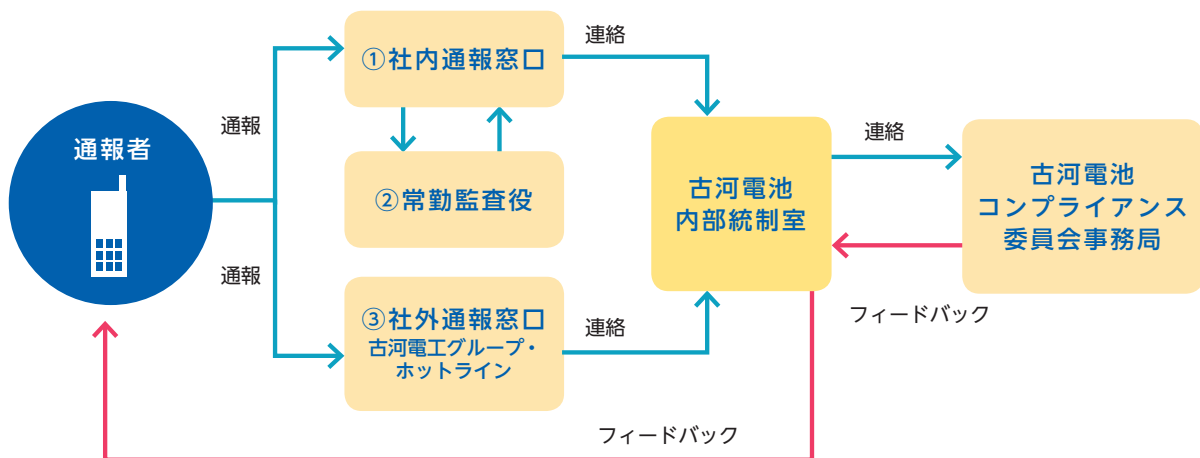 通報者
通報
通報
①社内通報窓口
②常勤監査役
③社外通報窓口
古河電工グループ・
ホットライン
連絡
連絡
古河電池
内部統制室
連絡
古河電池
コンプライアンス
委員会事務局
フィードバック
フィードバック